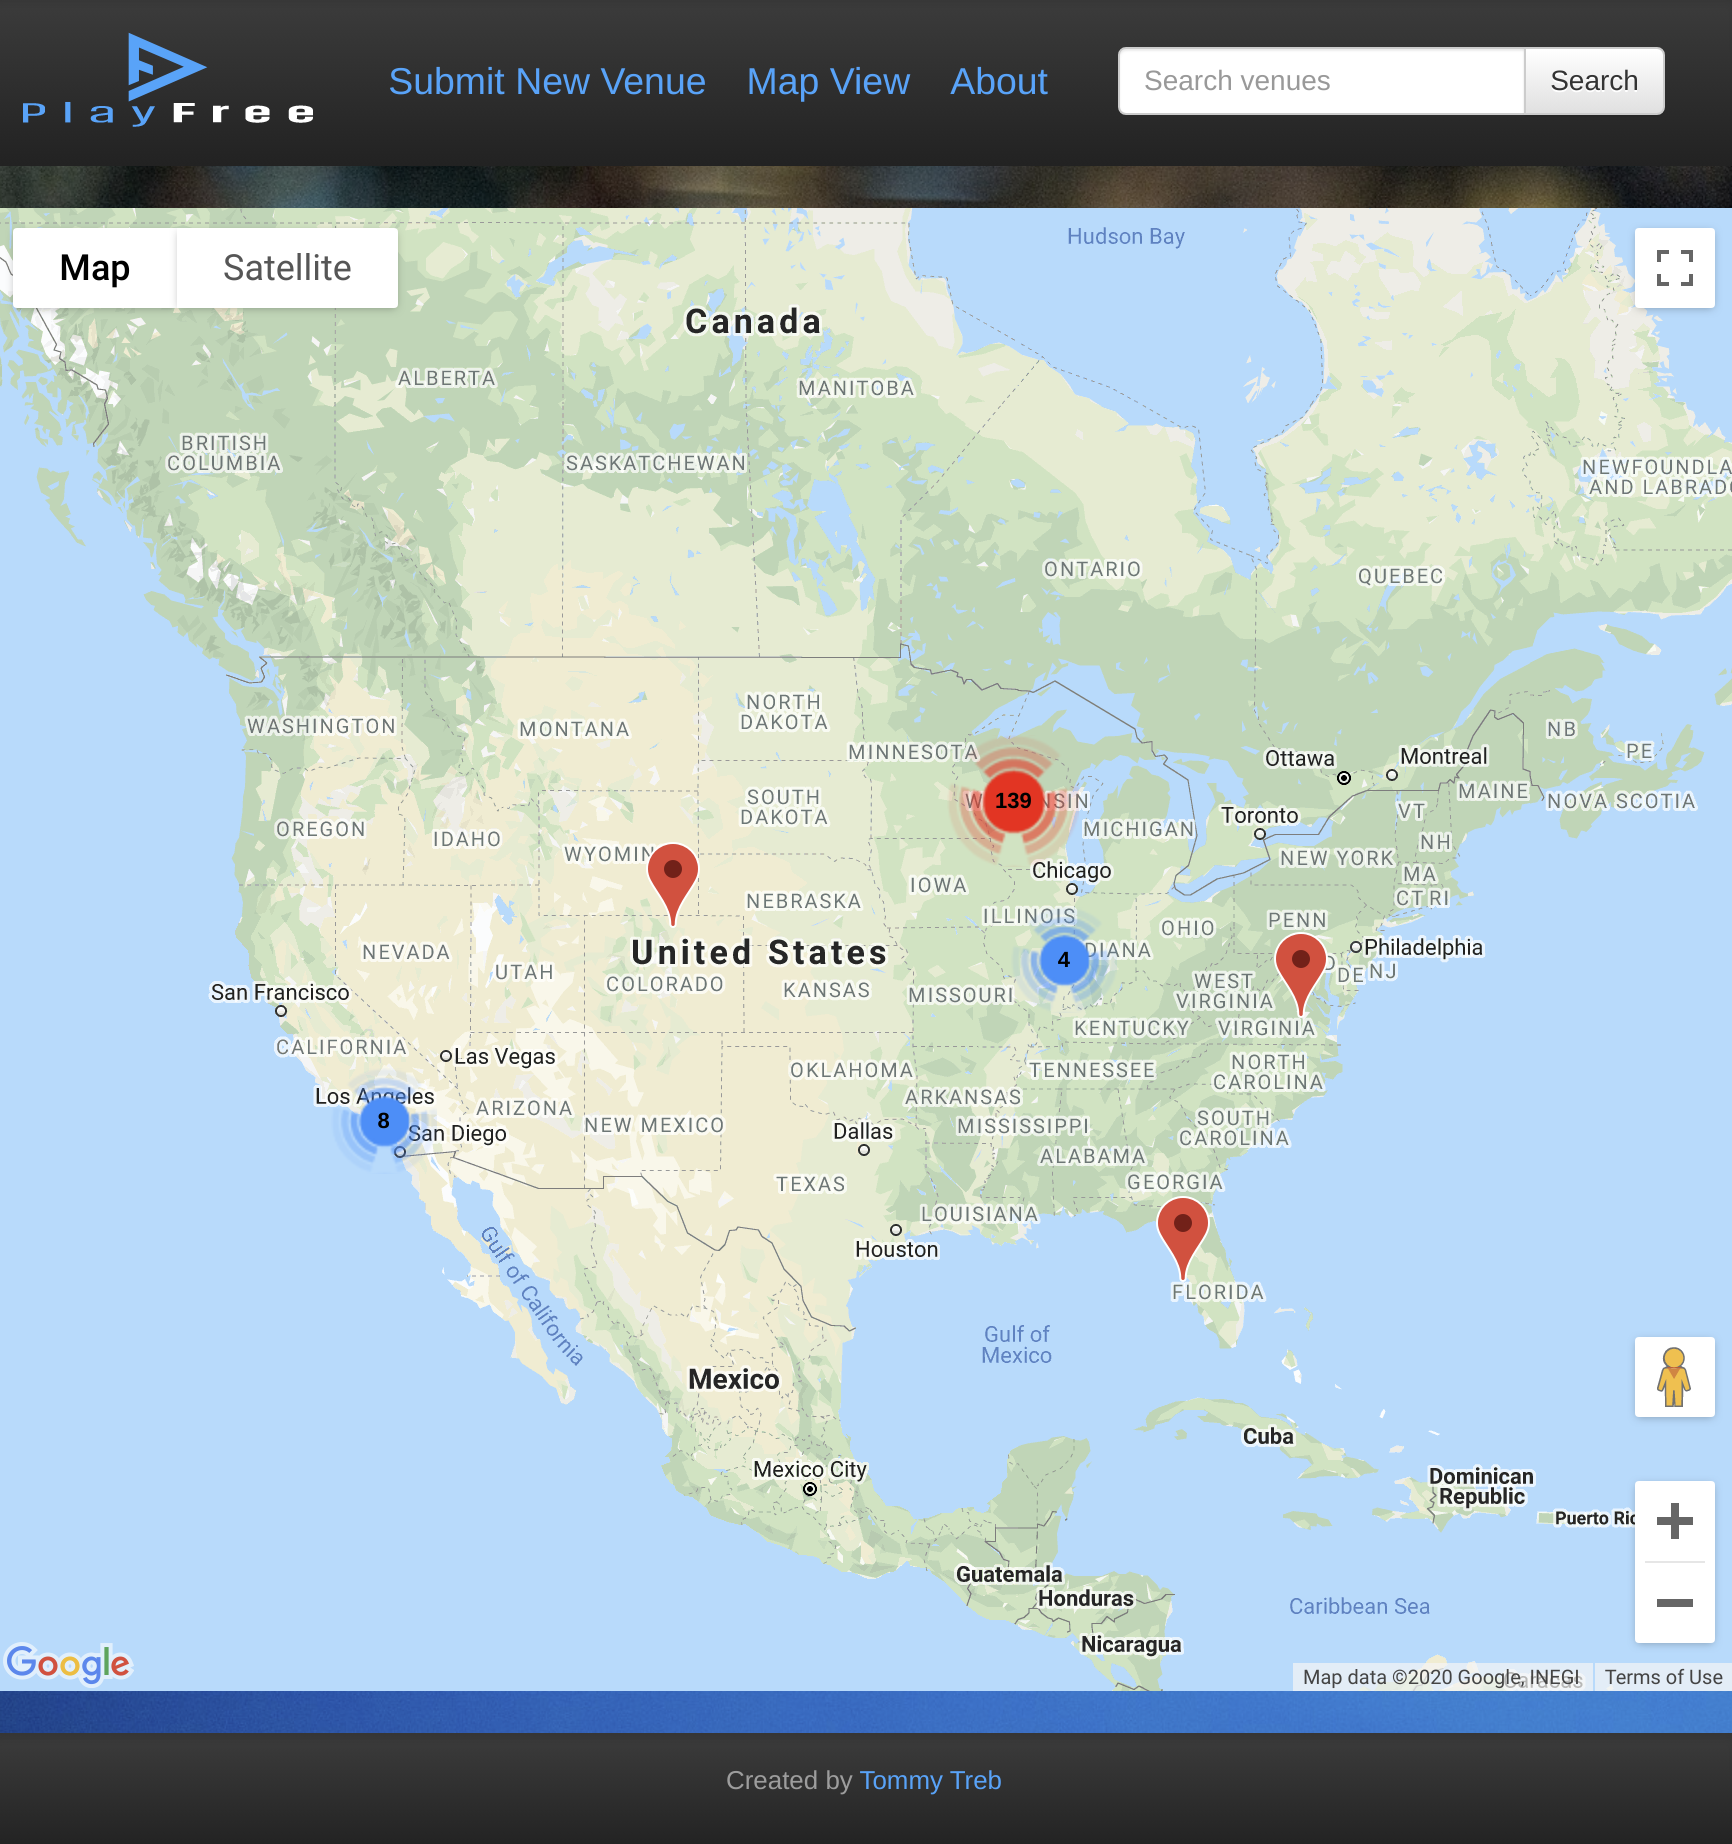 PlayFree
Submit New Venue
Map View
About
Search venues
Search
Map
Satellite
Hudson Bay
Canada
ALBERTA
MANITOBA
BRITISH
COLUMBIA
SASKATCHEWAN
NEWFOUNDLA
AND LABRADO
ONTARIO
QUEBEC
WASHINGTON
MONTANA
NORTH
DAKOTA
MINNESOTA
Ottawa
Montreal
NB
PE
MAINE
NOVA SCOTIA
139
W NSIN
SOUTH
DAKOTA
OREGON
IDAHO
MICHIGAN
Toronto
VT
NH
WYOMIN
NEW YORK
MA
CT RI
Chicago
IOWA
NEBRASKA
ILLINOIS
PENN
OHIO
Philadelphia
United States
NEVADA
UTAH
COLORADO
KANSAS
MISSOURI
4
DIANA
WEST
VIRGINIA
DE
NJ
San Francisco
KENTUCKY
VIRGINIA
CALIFORNIA
Las Vegas
OKLAHOMA
TENNESSEE
NORTH
CAROLINA
Los Angeles
8
San Diego
ARIZONA
NEW MEXICO
ARKANSAS
MISSISSIPPI
SOUTH
CAROLINA
Dallas
ALABAMA
TEXAS
GEORGIA
LOUISIANA
Houston
Gulf of California
FLORIDA
Gulf of
Mexico
Mexico
Cuba
Mexico City
Dominican
Republic
Puerto Ric
Guatemala
Honduras
Nicaragua
Caribbean Sea
Google
Map data ©2020 Google, INEGI
Terms of Use
Created by Tommy Treb